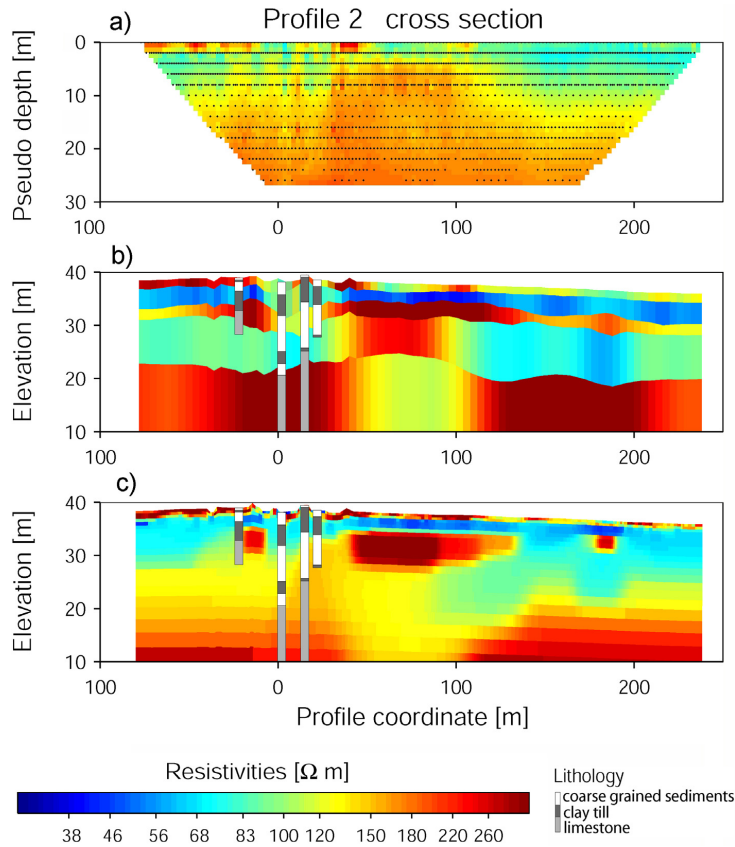 a) Profile 2 cross section
Pseudo depth [m]
0
10
20
30
100 0 100 200
b)
Elevation [m]
40
30
20
10
100 0 100 200
c)
Elevation [m]
40
30
20
10
100 0 100 200
Profile coordinate [m]
Resistivities [Ω m]
38 46 56 68 83 100 120 150 180 220 260
Lithology
coarse grained sediments
clay till
limestone